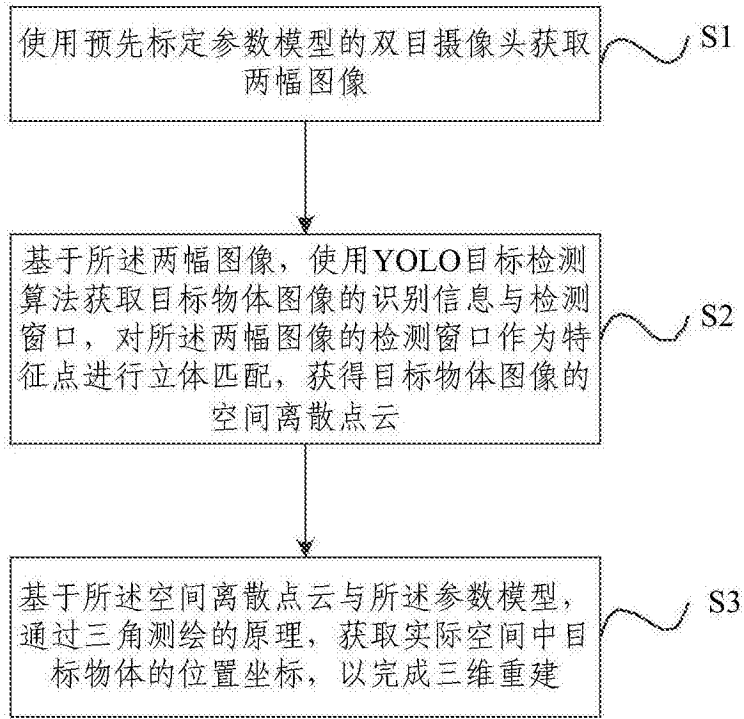 使用预先标定参数模型的双目摄像头获取
两幅图像
S1
基于所述两幅图像，使用YOLO目标检测
算法获取目标物体图像的识别信息与检测
窗口，对所述两幅图像的检测窗口作为特
征点进行立体匹配，获得目标物体图像的
空间离散点云
S2
基于所述空间离散点云与所述参数模型，
通过三角测绘的原理，获取实际空间中目
标物体的位置坐标，以完成三维重建
S3